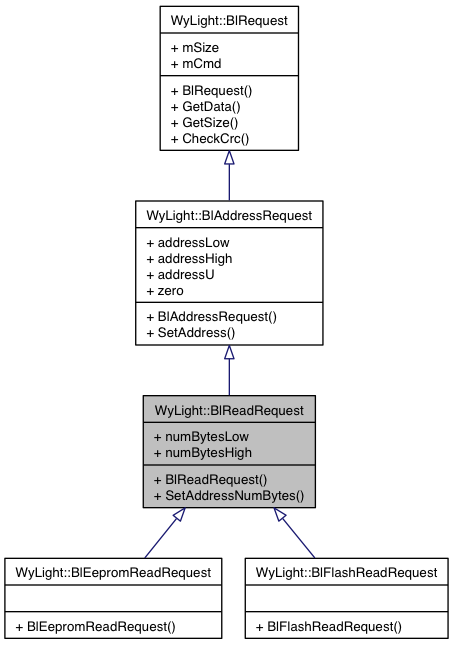 WyLight::BlRequest
+ mSize
+ mCmd
+ BlRequest()
+ GetData()
+ GetSize()
+ CheckCrc()
WyLight::BlAddressRequest
+ addressLow
+ addressHigh
+ addressU
+ zero
+ BlAddressRequest()
+ SetAddress()
WyLight::BlReadRequest
+ numBytesLow
+ numBytesHigh
+ BlReadRequest()
+ SetAddressNumBytes()
WyLight::BlEepromReadRequest
+ BlEepromReadRequest()
WyLight::BlFlashReadRequest
+ BlFlashReadRequest()